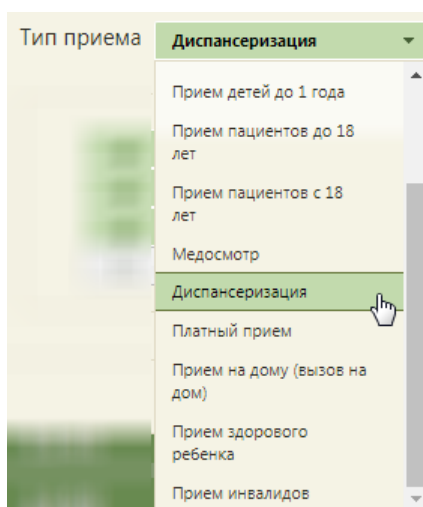 Тип приема Диспансеризация
Прием детей до 1 года
Прием пациентов до 18
лет
Прием пациентов с 18
лет
Медосмотр
Диспансеризация
Платный прием
Прием на дому (вызов на
дом)
Прием здорового
ребенка
Прием инвалидов